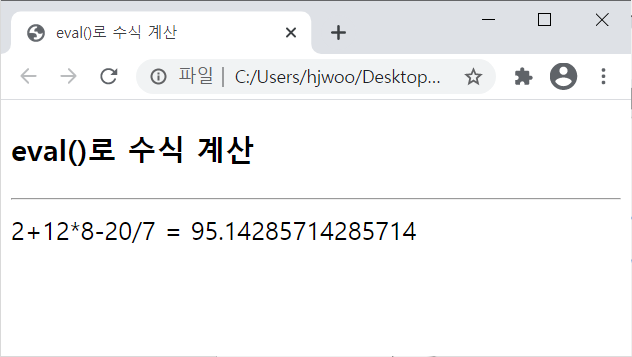 eval()로 수식 계산
파일 | C:/Users/hjwoo/Desktop...
eval()로 수식 계산
2+12*8-20/7 = 95.14285714285714